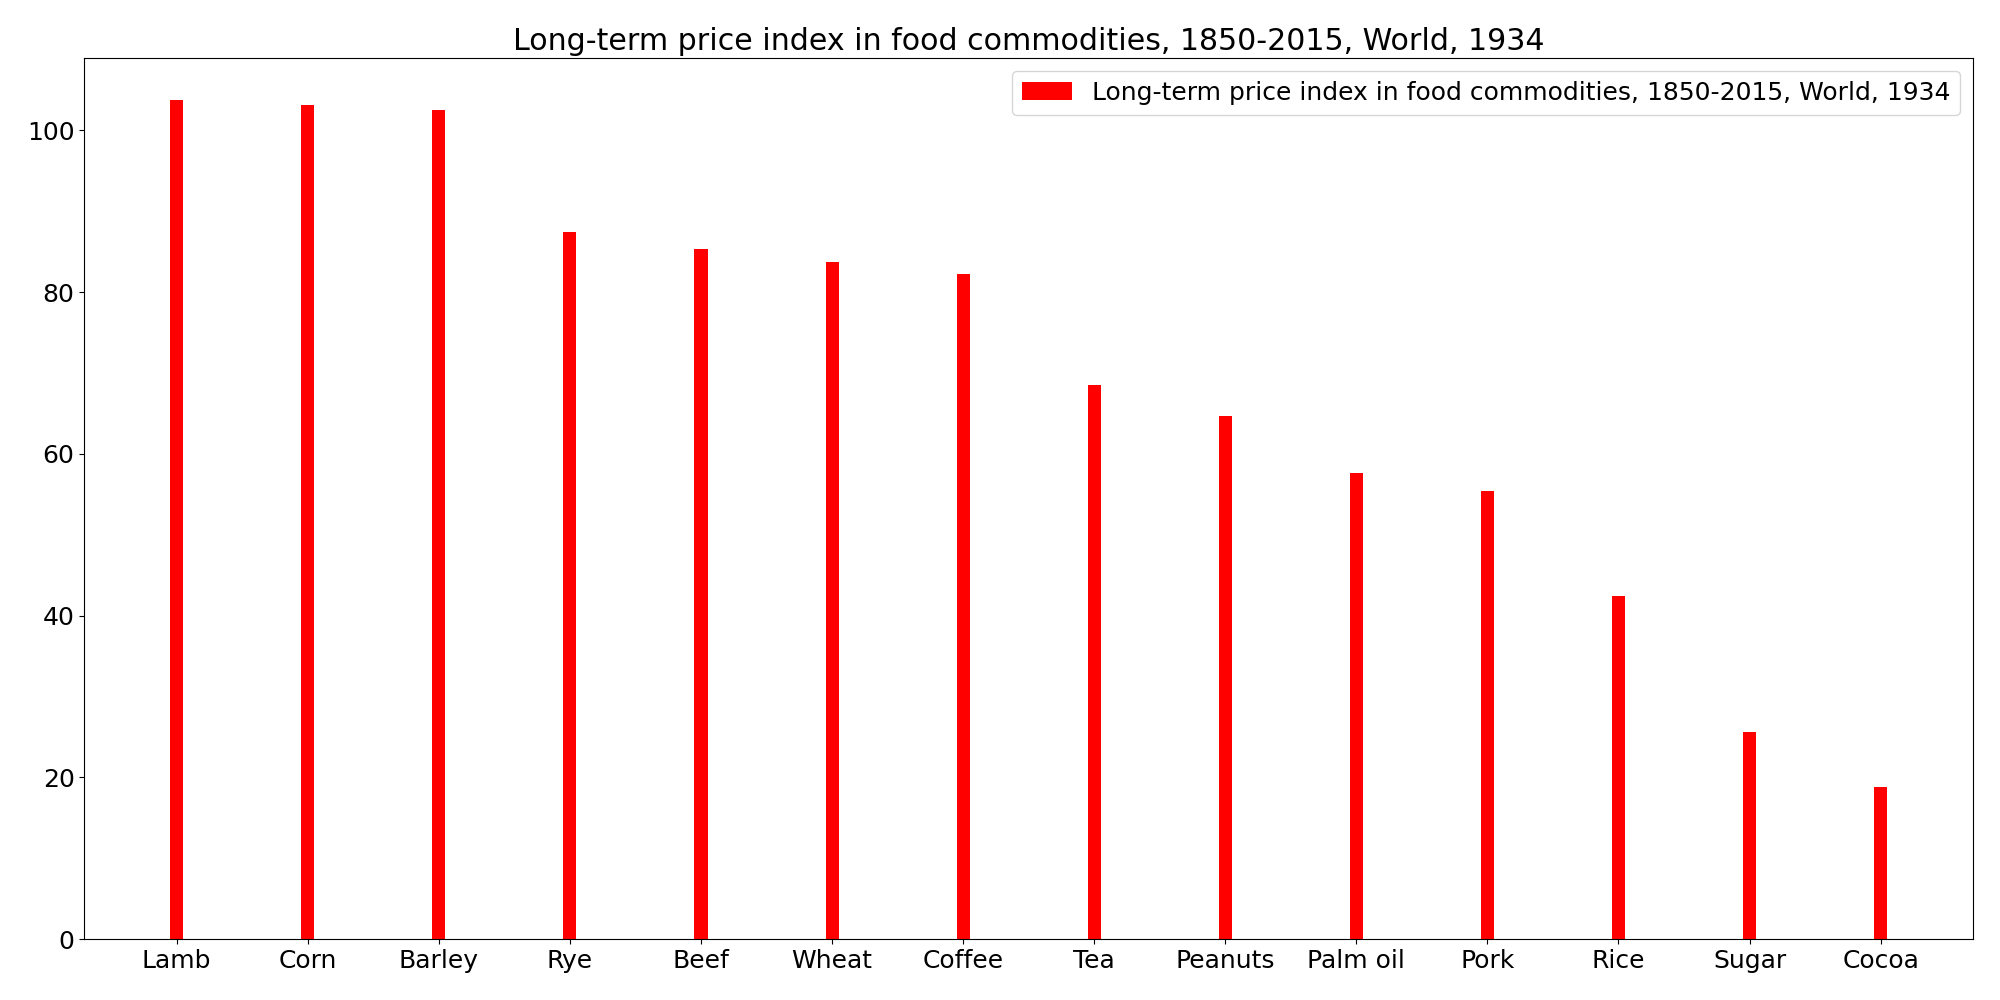 Long-term price index in food commodities, 1850-2015, World, 1934
Long-term price index in food commodities, 1850-2015, World, 1934
100
80
60
40
20
0
Lamb Corn Barley Rye Beef Wheat Coffee Tea Peanuts Palm oil Pork Rice Sugar Cocoa